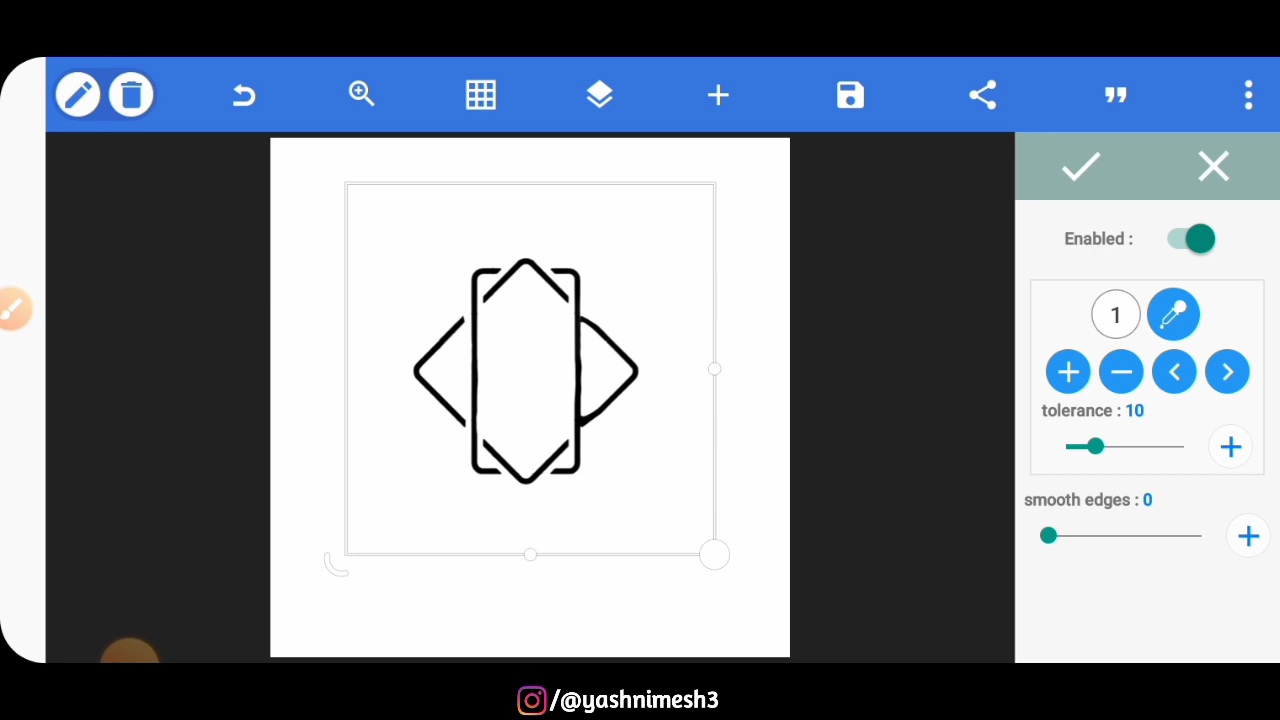 Enabled :
1
tolerance : 10
smooth edges : 0
/@yashnimesh3